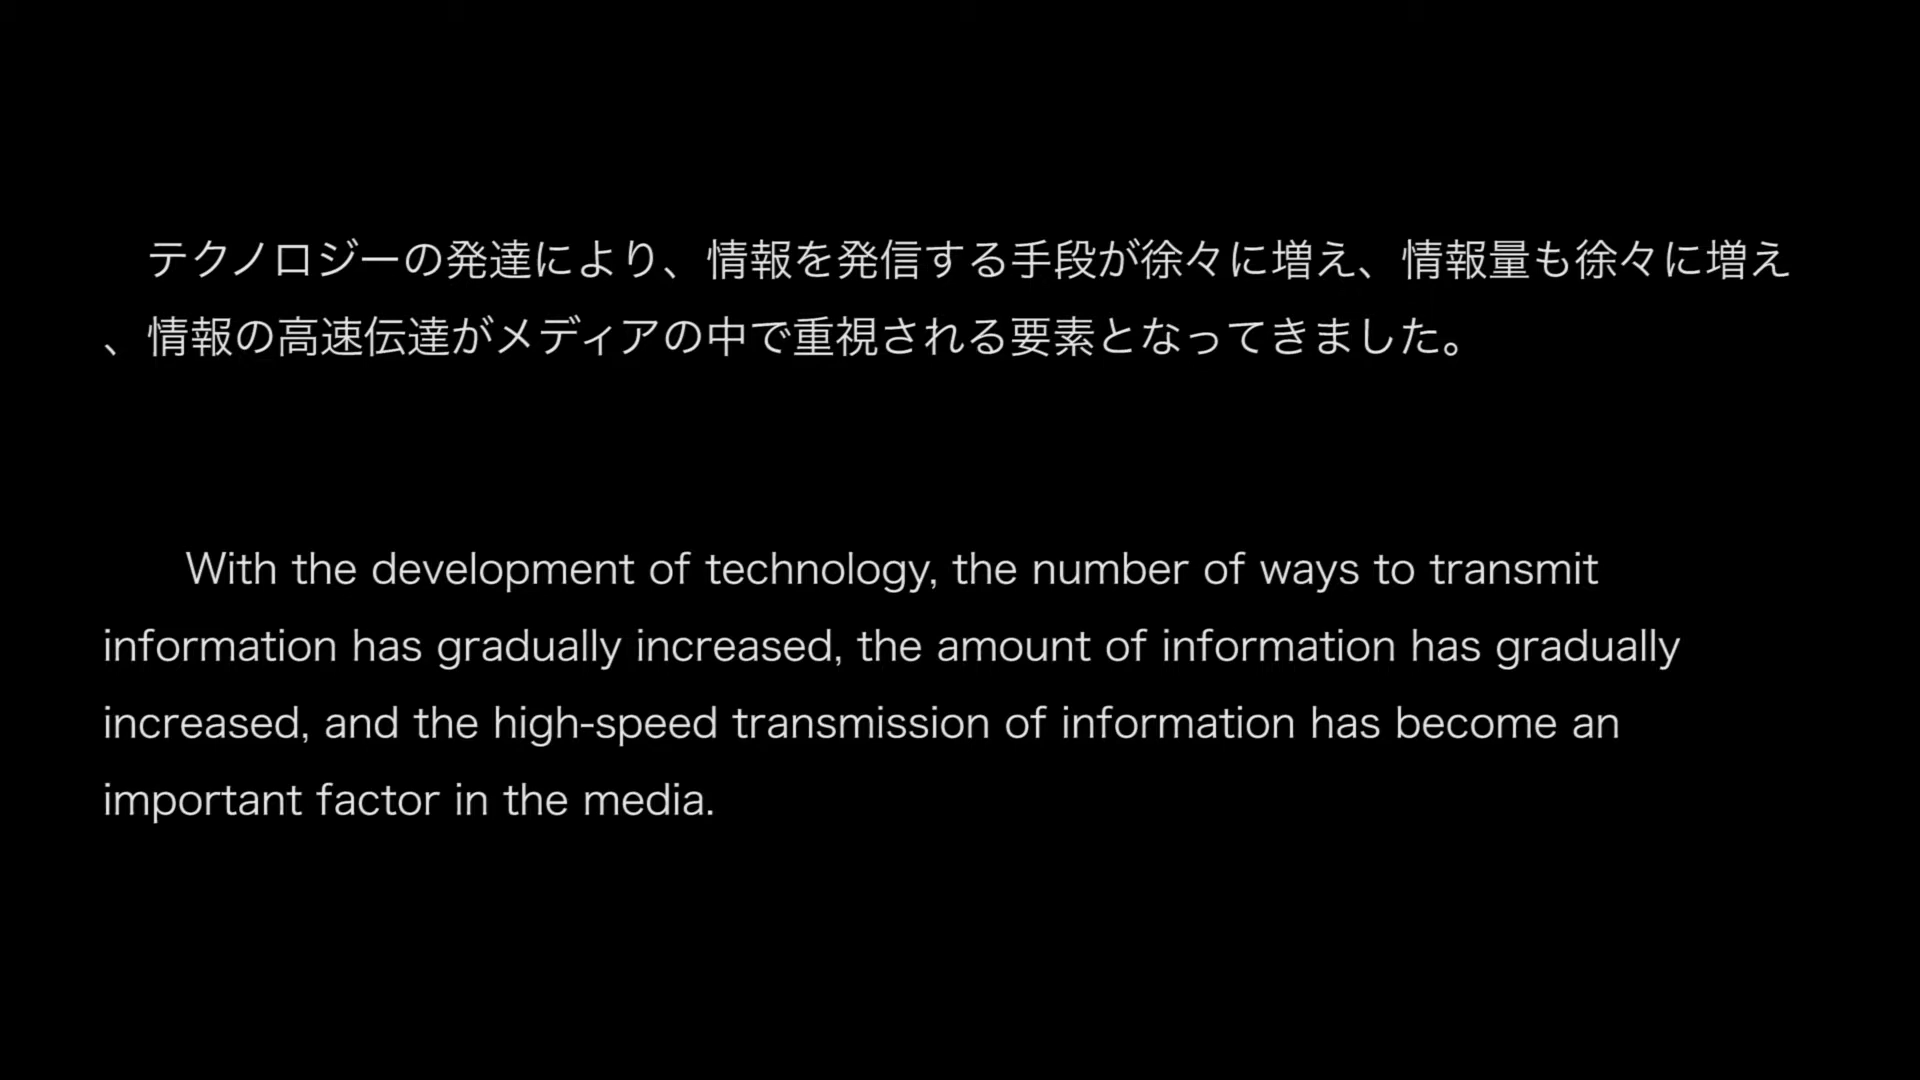 テクノロジーの発達により、情報を発信する手段が徐々に増え、情報量も徐々に増え
、情報の高速伝達がメディアの中で重視される要素となってきました。
With the development of technology, the number of ways to transmit
information has gradually increased, the amount of information has gradually
increased, and the high-speed transmission of information has become an
important factor in the media.